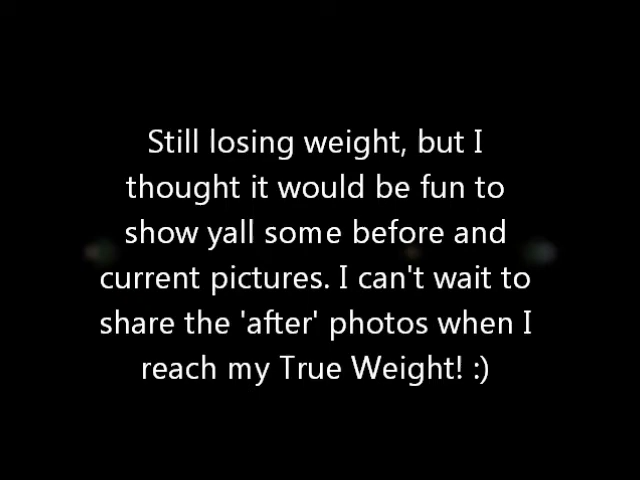 Still losing weight, but I
thought it would be fun to
show yall some before and
current pictures. I can't wait to
share the 'after' photos when I
reach my True Weight! :)